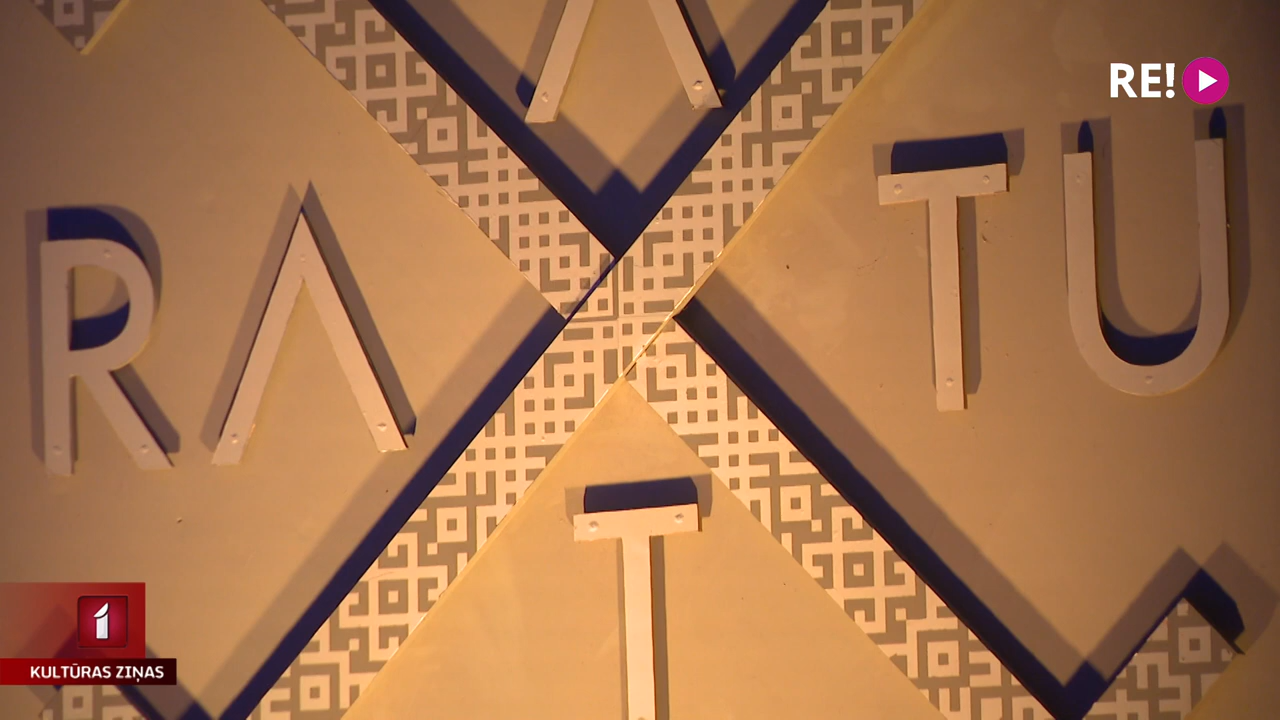 RE!
Λ
RΛ
TU
T
1
KULTŪRAS ZIŅAS